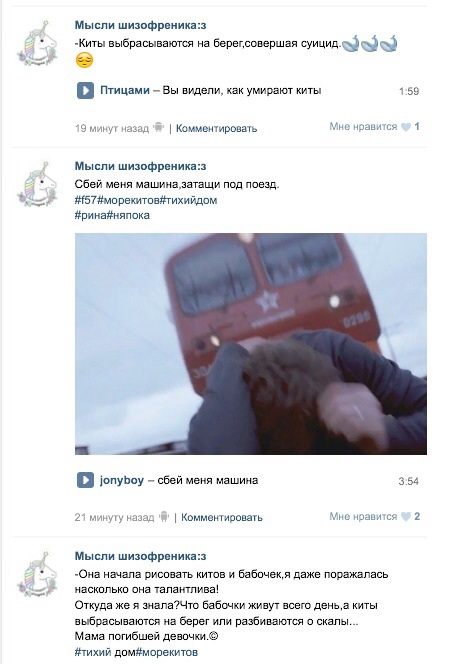 Мысли шизофреника:з
-Киты выбрасываются на берег,совершая суицид.🐋🐋🐋
😔
Птицами – Вы видели, как умирают киты 1:59
19 минут назад | Комментировать Мне нравится 1
Мысли шизофреника:з
Сбей меня машина,затащи под поезд.
#f57#морекитов#тихийдом
#рина#няпока
0298
jonyboy – сбей меня машина 3:54
21 минуту назад | Комментировать Мне нравится 2
Мысли шизофреника:з
-Она начала рисовать китов и бабочек,я даже поражалась
насколько она талантлива!
Откуда же я знала?Что бабочки живут всего день,а киты
выбрасываются на берег или разбиваются о скалы...
Мама погибшей девочки.©
#тихий дом#морекитов